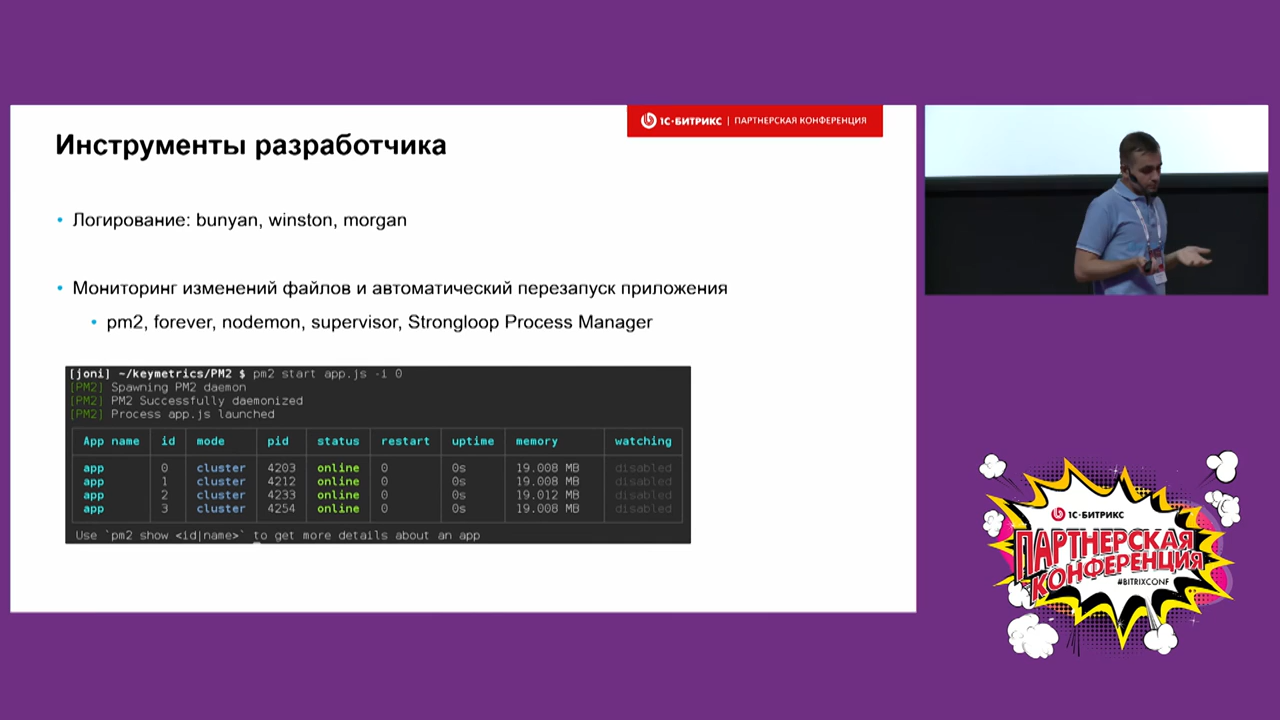 1С-БИТРИКС | ПАРТНЕРСКАЯ КОНФЕРЕНЦИЯ
Инструменты разработчика
• Логирование: bunyan, winston, morgan
• Мониторинг изменений файлов и автоматический перезапуск приложения
• pm2, forever, nodemon, supervisor, Strongloop Process Manager
[joni] ~/keymetrics/PM2 $ pm2 start app.js -i 0
[PM2] Spawning PM2 daemon
[PM2] PM2 Successfully daemonized
[PM2] Process app.js launched
App name id mode pid status restart uptime memory watching
app 0 cluster 4203 online 0 0s 19.008 MB disabled
app 1 cluster 4212 online 0 0s 19.008 MB disabled
app 2 cluster 4233 online 0 0s 19.012 MB disabled
app 3 cluster 4254 online 0 0s 19.008 MB disabled
Use `pm2 show <id|name>` to get more details about an app
1С-БИТРИКС
ПАРТНЕРСКАЯ
КОНФЕРЕНЦИЯ
#BITRIXCONF